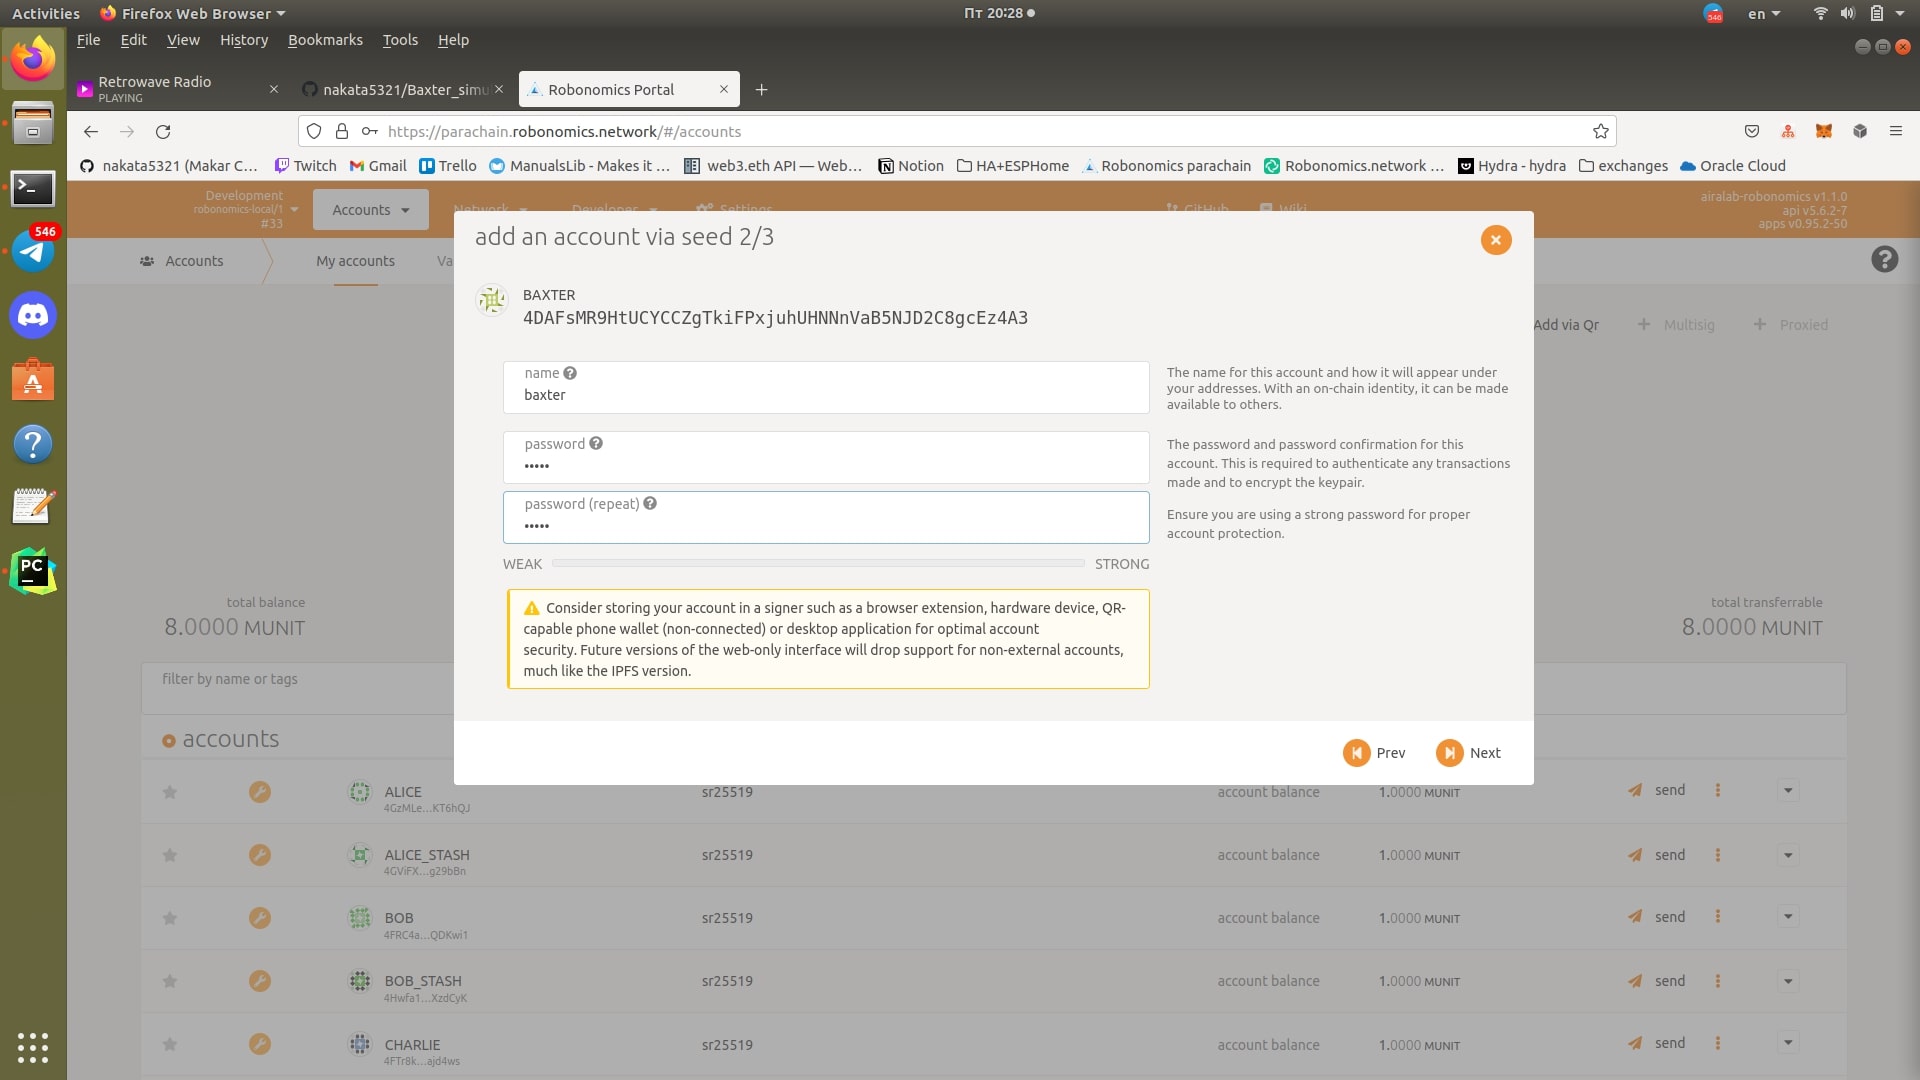 Activities
Firefox Web Browser
Пт 20:28
546
en
File Edit View History Bookmarks Tools Help
Retrowave Radio
PLAYING
nakata5321/Baxter_simu
Robonomics Portal
https://parachain.robonomics.network/#/accounts
nakata5321 (Makar C…
Twitch
Gmail
Trello
ManualsLib - Makes it …
web3.eth API — Web…
Notion
HA+ESPHome
Robonomics parachain
Robonomics.network …
Hydra - hydra
exchanges
Oracle Cloud
546
PC
Development
robonomics-local/1
#33
Accounts
Network
Developer
Settings
GitHub
Wiki
airalab-robonomics v1.1.0
api v5.6.2-7
apps v0.95.2-50
Accounts
My accounts
Va
Add via Qr
Multisig
Proxied
add an account via seed 2/3
BAXTER
4DAFsMR9HtUCYCCZgTkiFPxjuhUHNNnVaB5NJD2C8gcEz4A3
name
baxter
The name for this account and how it will appear under
your addresses. With an on-chain identity, it can be made
available to others.
password
•••••
The password and password confirmation for this
account. This is required to authenticate any transactions
made and to encrypt the keypair.
password (repeat)
•••••
Ensure you are using a strong password for proper
account protection.
WEAK
STRONG
Consider storing your account in a signer such as a browser extension, hardware device, QR-
capable phone wallet (non-connected) or desktop application for optimal account
security. Future versions of the web-only interface will drop support for non-external accounts,
much like the IPFS version.
Prev
Next
total balance
8.0000 MUNIT
total transferrable
8.0000 MUNIT
filter by name or tags
accounts
ALICE sr25519 account balance 1.0000 MUNIT send
4GzMLe...KT6hQJ
ALICE_STASH sr25519 account balance 1.0000 MUNIT send
4GViFX...g29bBn
BOB sr25519 account balance 1.0000 MUNIT send
4FRC4a...QDKwi1
BOB_STASH sr25519 account balance 1.0000 MUNIT send
4Hwfa1...XzdCyK
CHARLIE sr25519 account balance 1.0000 MUNIT send
4FTr8k...ajd4ws